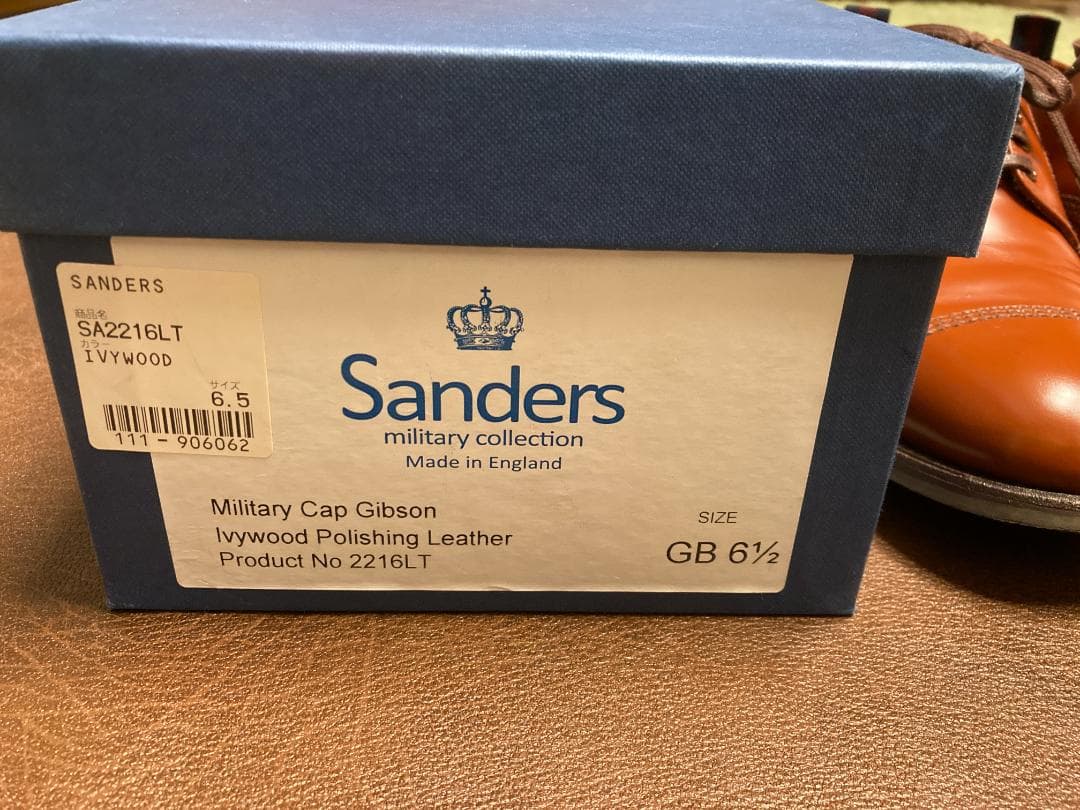 SANDERS
商品名
SA2216LT
カラー
IVYWOOD
サイズ
6.5
111-906062
Sanders
military collection
Made in England
Military Cap Gibson
Ivywood Polishing Leather
Product No 2216LT
SIZE
GB 6½